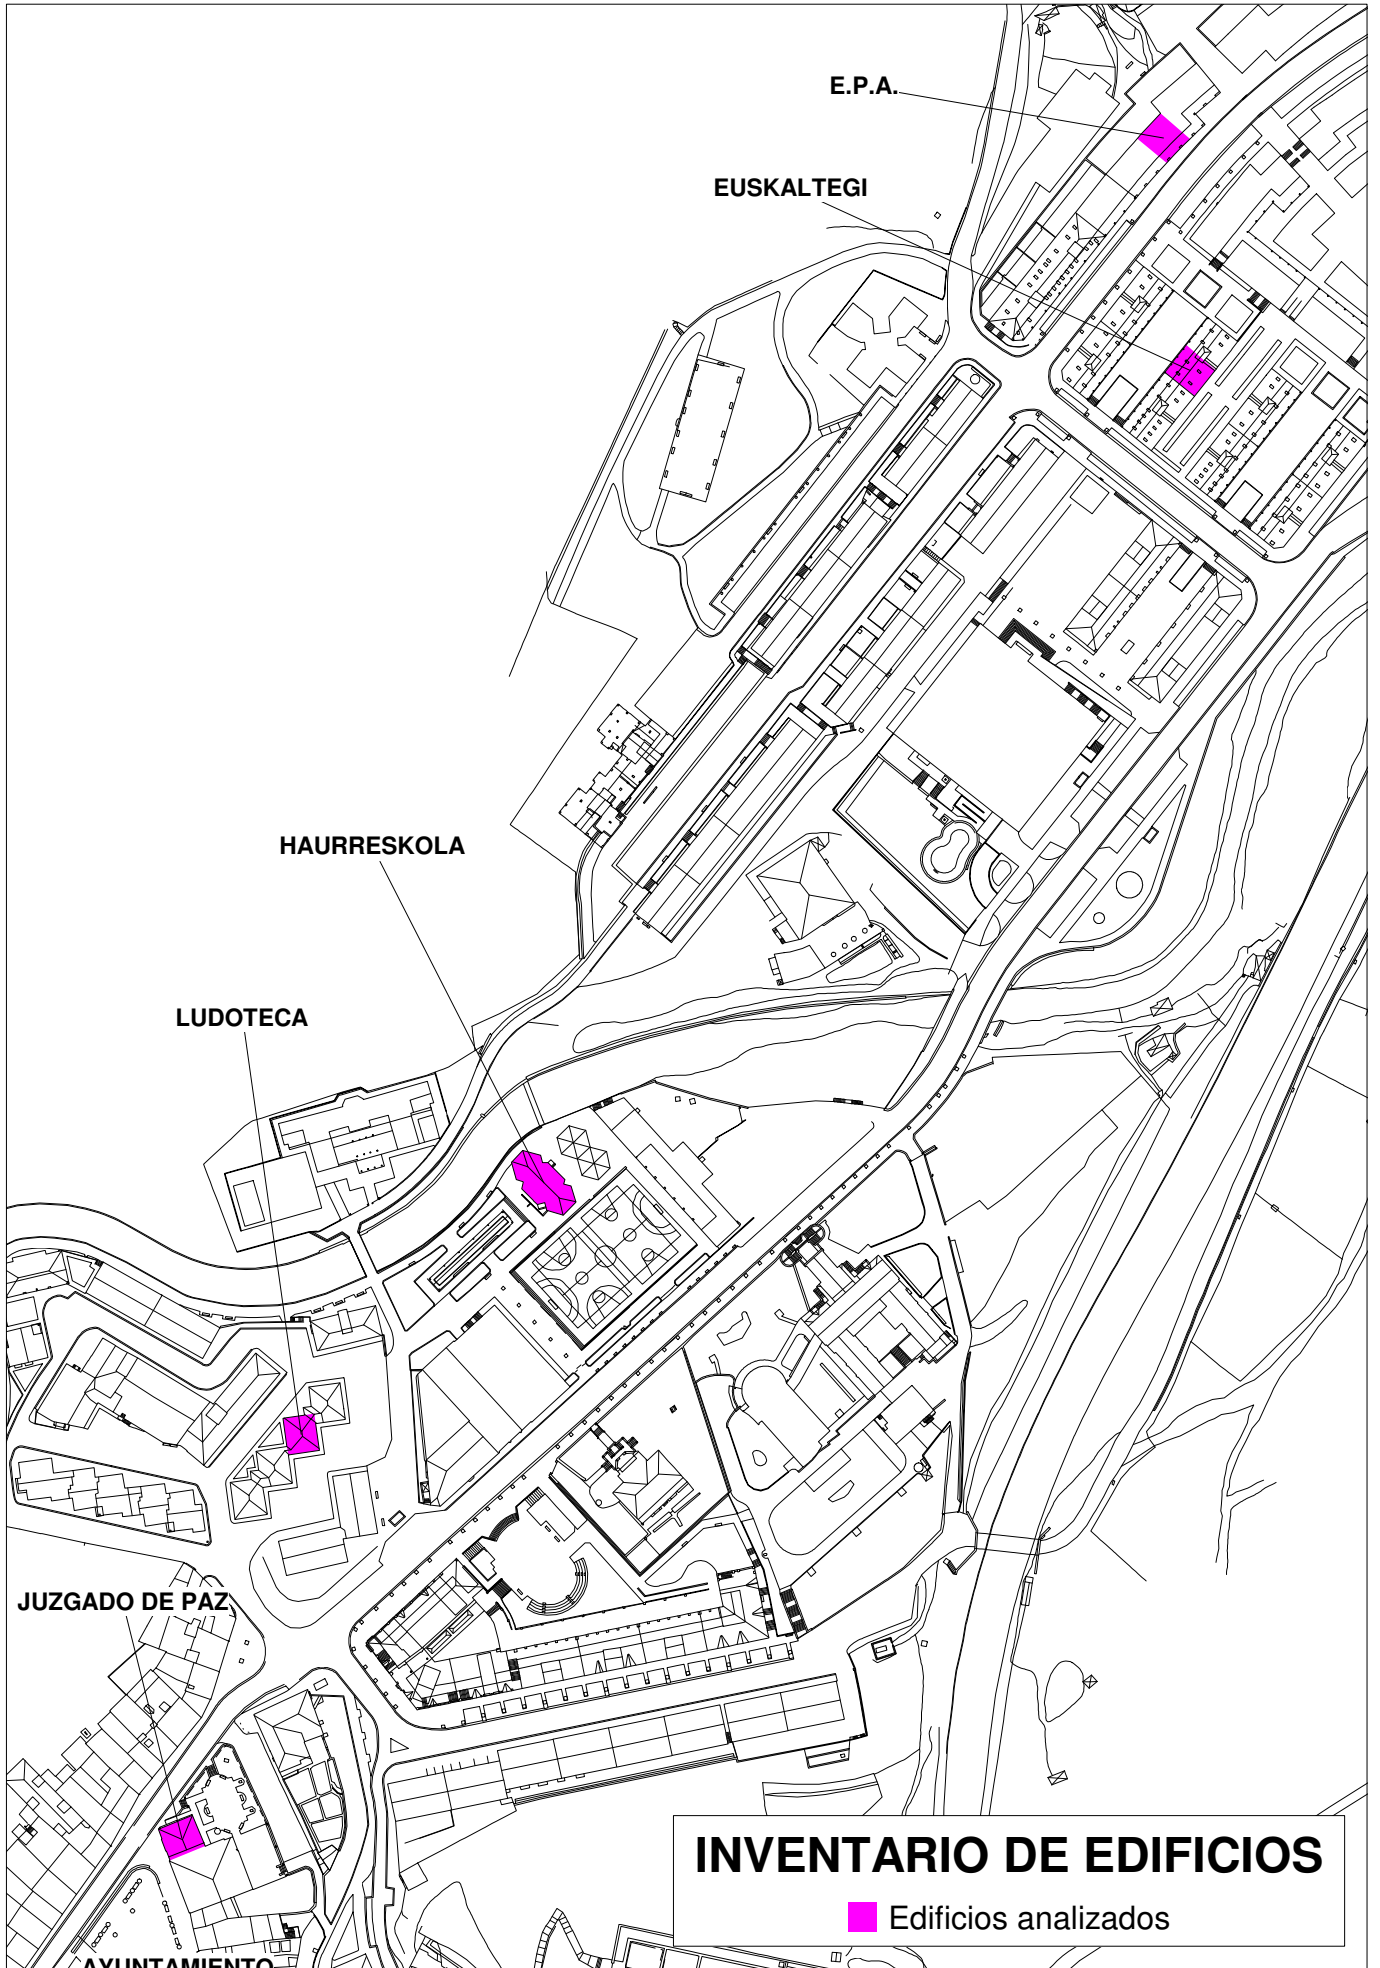 E.P.A.
EUSKALTEGI
HAURRESKOLA
LUDOTECA
JUZGADO DE PAZ
INVENTARIO DE EDIFICIOS
Edificios analizados
AYUNTAMIENTO